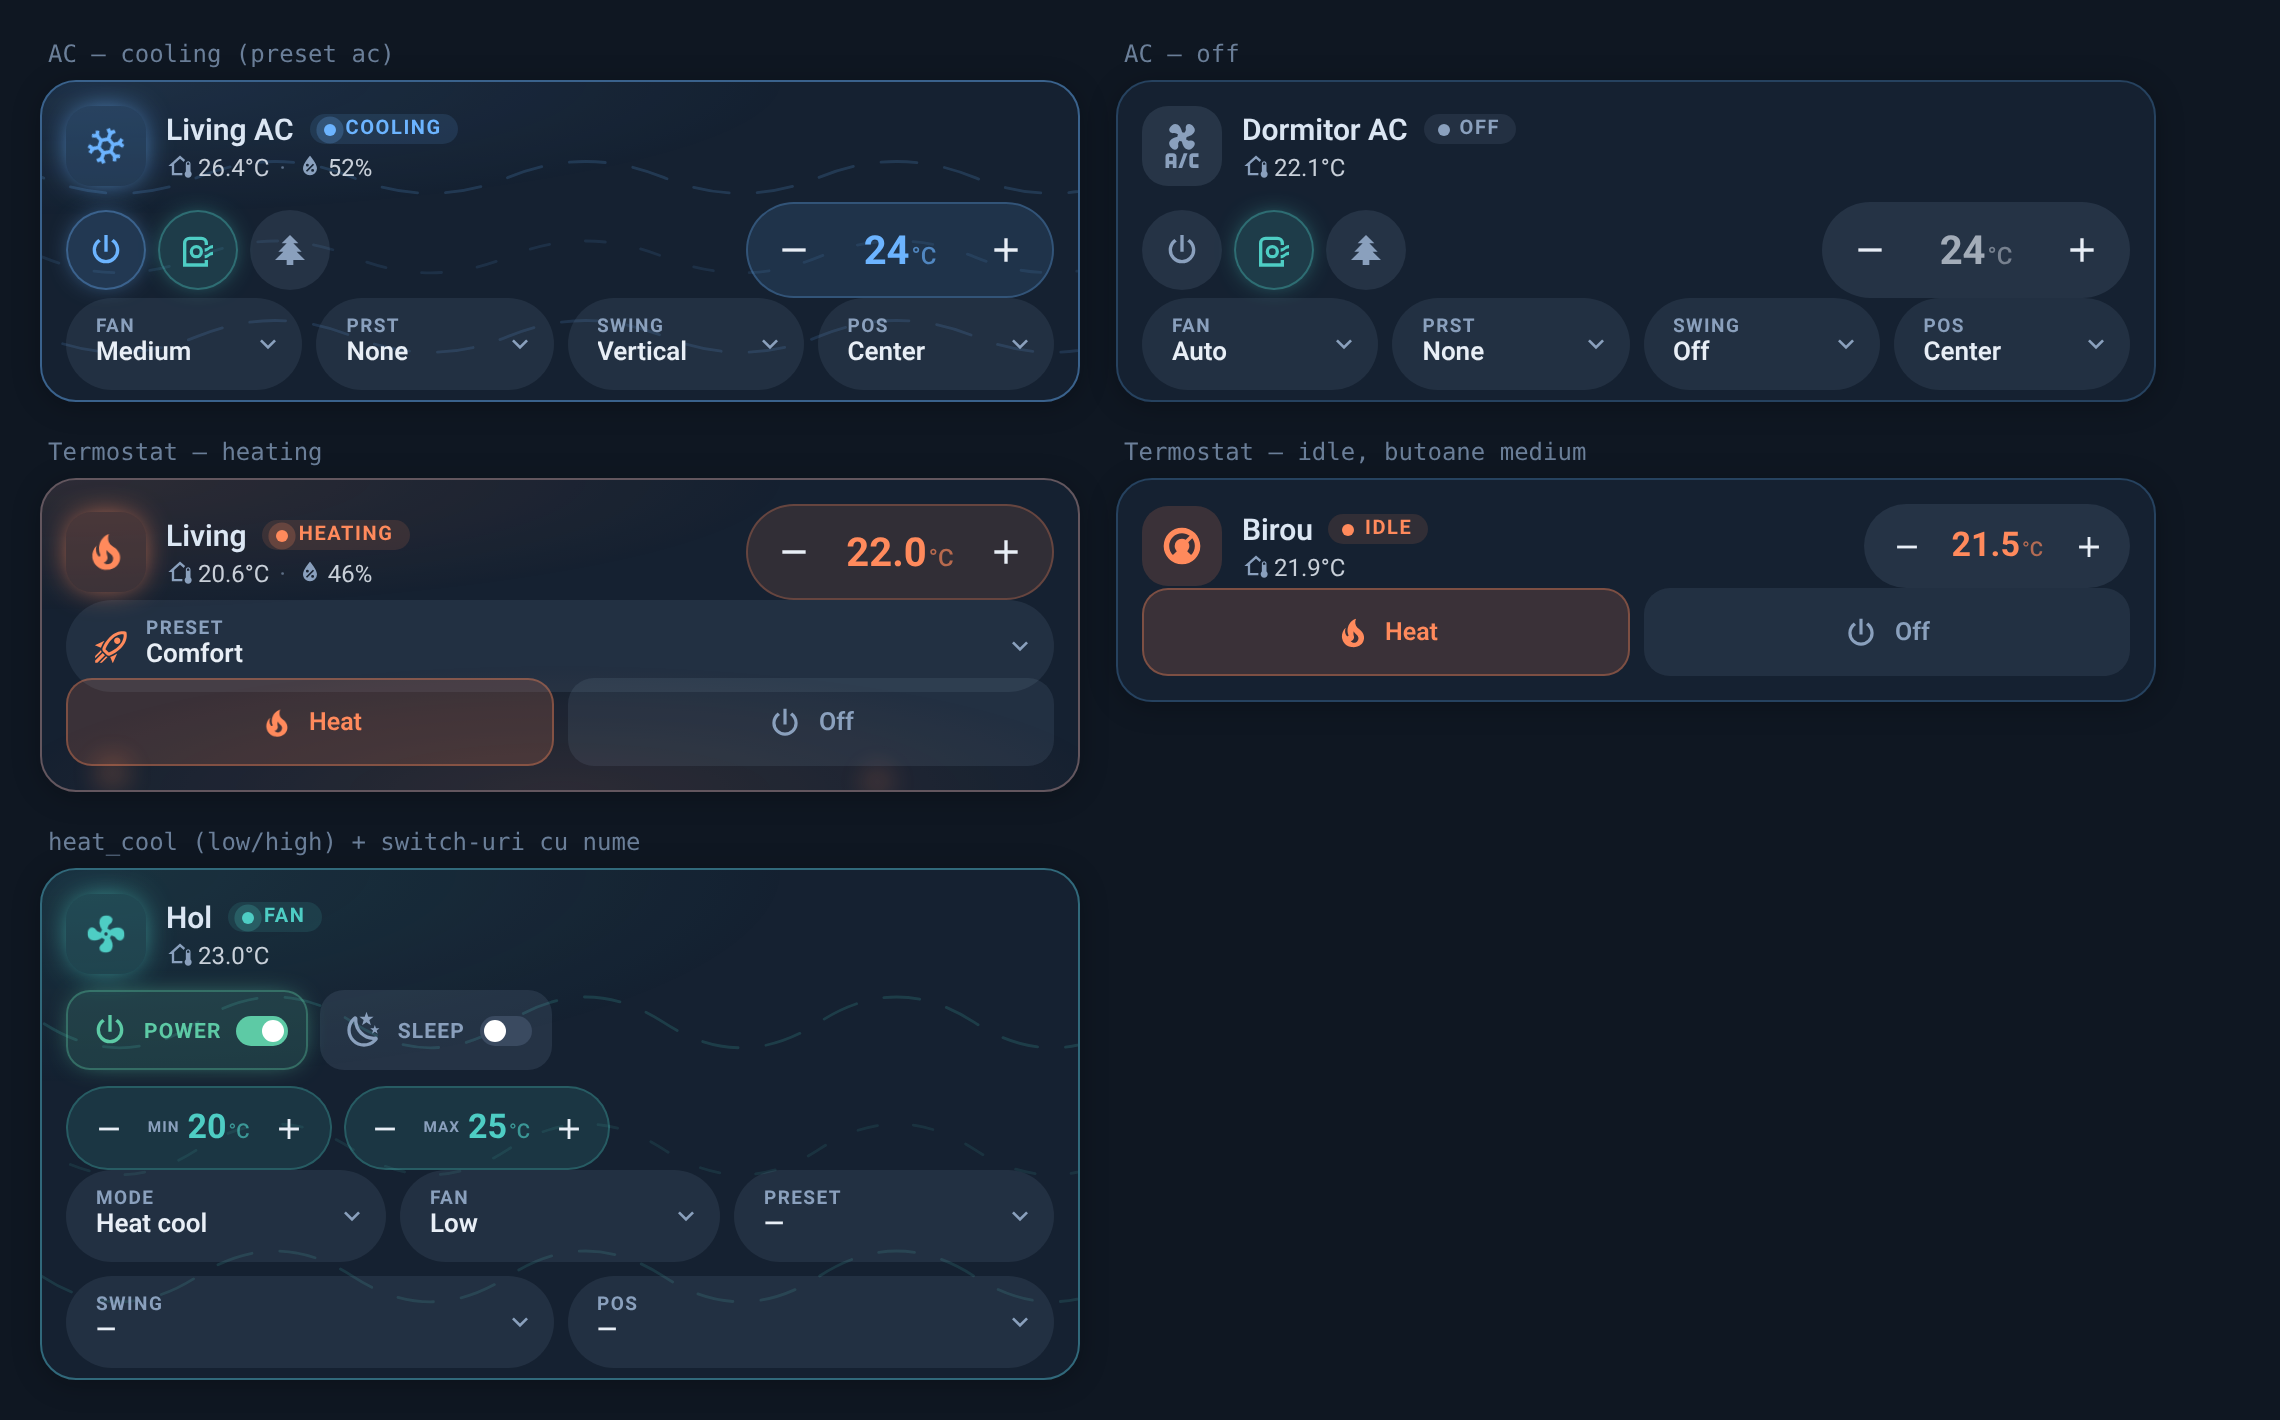 AC — cooling (preset ac)
Living AC COOLING
26.4°C · 52%
24°C
FAN PRST SWING POS
Medium None Vertical Center
AC — off
Dormitor AC OFF
A/C
22.1°C
24°C
FAN PRST SWING POS
Auto None Off Center
Termostat — heating
Living HEATING
20.6°C · 46%
22.0°C
PRESET
Comfort
Heat Off
Termostat — idle, butoane medium
Birou IDLE
21.9°C
21.5°C
Heat Off
heat_cool (low/high) + switch-uri cu nume
Hol FAN
23.0°C
POWER SLEEP
MIN 20°C MAX 25°C
MODE FAN PRESET
Heat cool Low —
SWING POS
— —